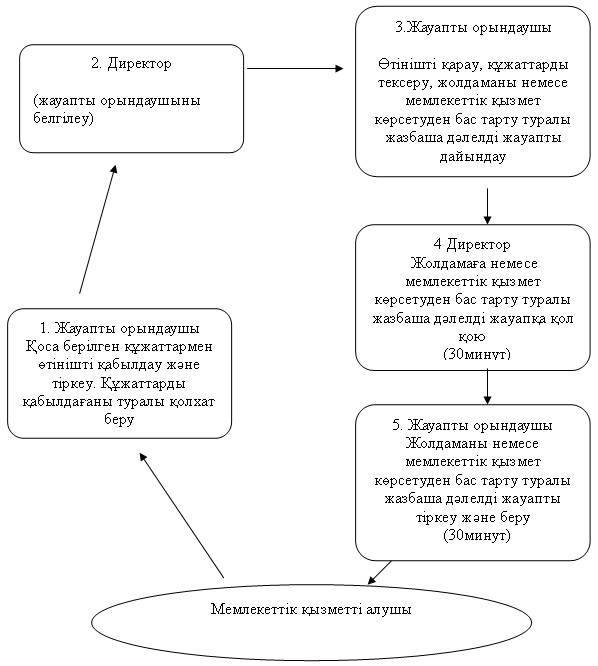 1. Жауапты орындаушы
Қоса берілген құжаттармен
өтінішті қабылдау және
тіркеу. Құжаттарды
қабылдағаны туралы қолхат
беру
2. Директор
(жауапты орындаушыны
белгілеу)
3.Жауапты орындаушы
Өтінішті қарау, құжаттарды
тексеру, жолдаманы немесе
мемлекеттік қызмет
көрсетуден бас тарту туралы
жазбаша дәлелді жауапты
дайындау
4 Директор
Жолдамаға немесе
мемлекеттік қызмет
көрсетуден бас тарту туралы
жазбаша дәлелді жауапқа қол
қою
(30минут)
5. Жауапты орындаушы
Жолдаманы немесе
мемлекеттік қызмет
көрсетуден бас тарту туралы
жазбаша дәлелді жауапты
тіркеу және беру
(30минут)
Мемлекеттік қызметті алушы